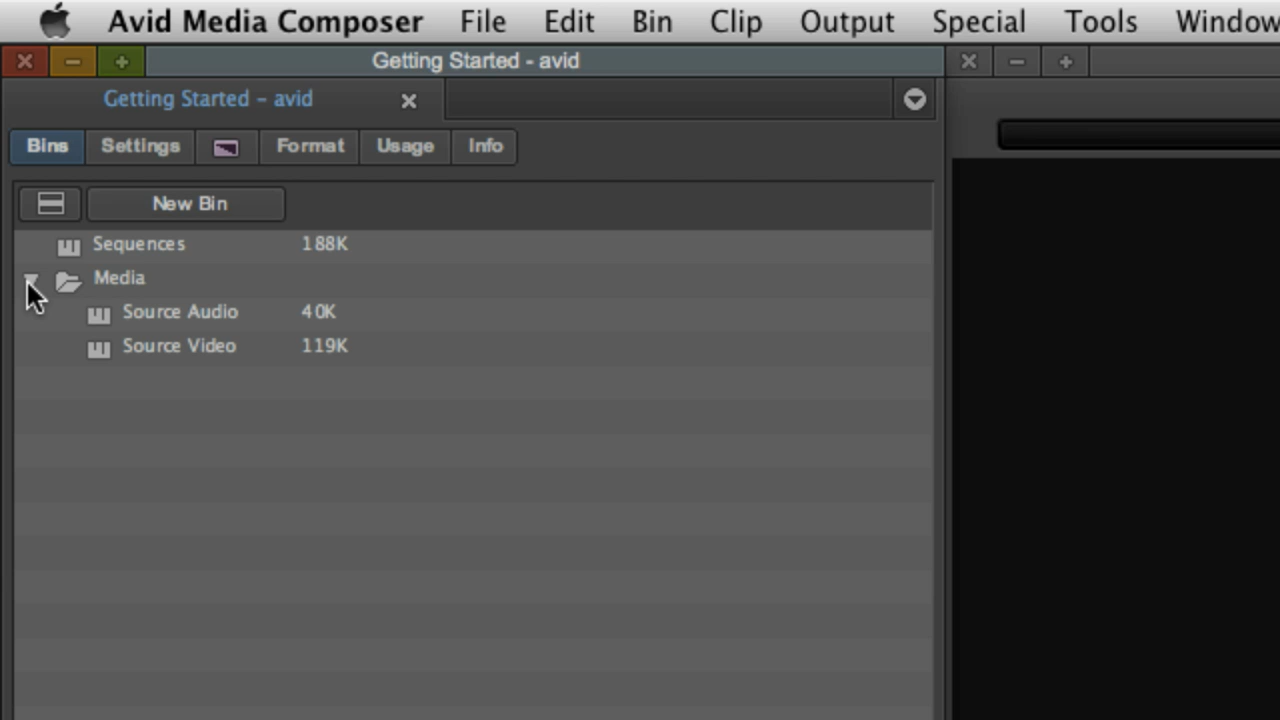 Avid Media Composer File Edit Bin Clip Output Special Tools Window
Getting Started - avid
Getting Started - avid
Bins Settings Format Usage Info
New Bin
Sequences 188K
Media
Source Audio 40K
Source Video 119K